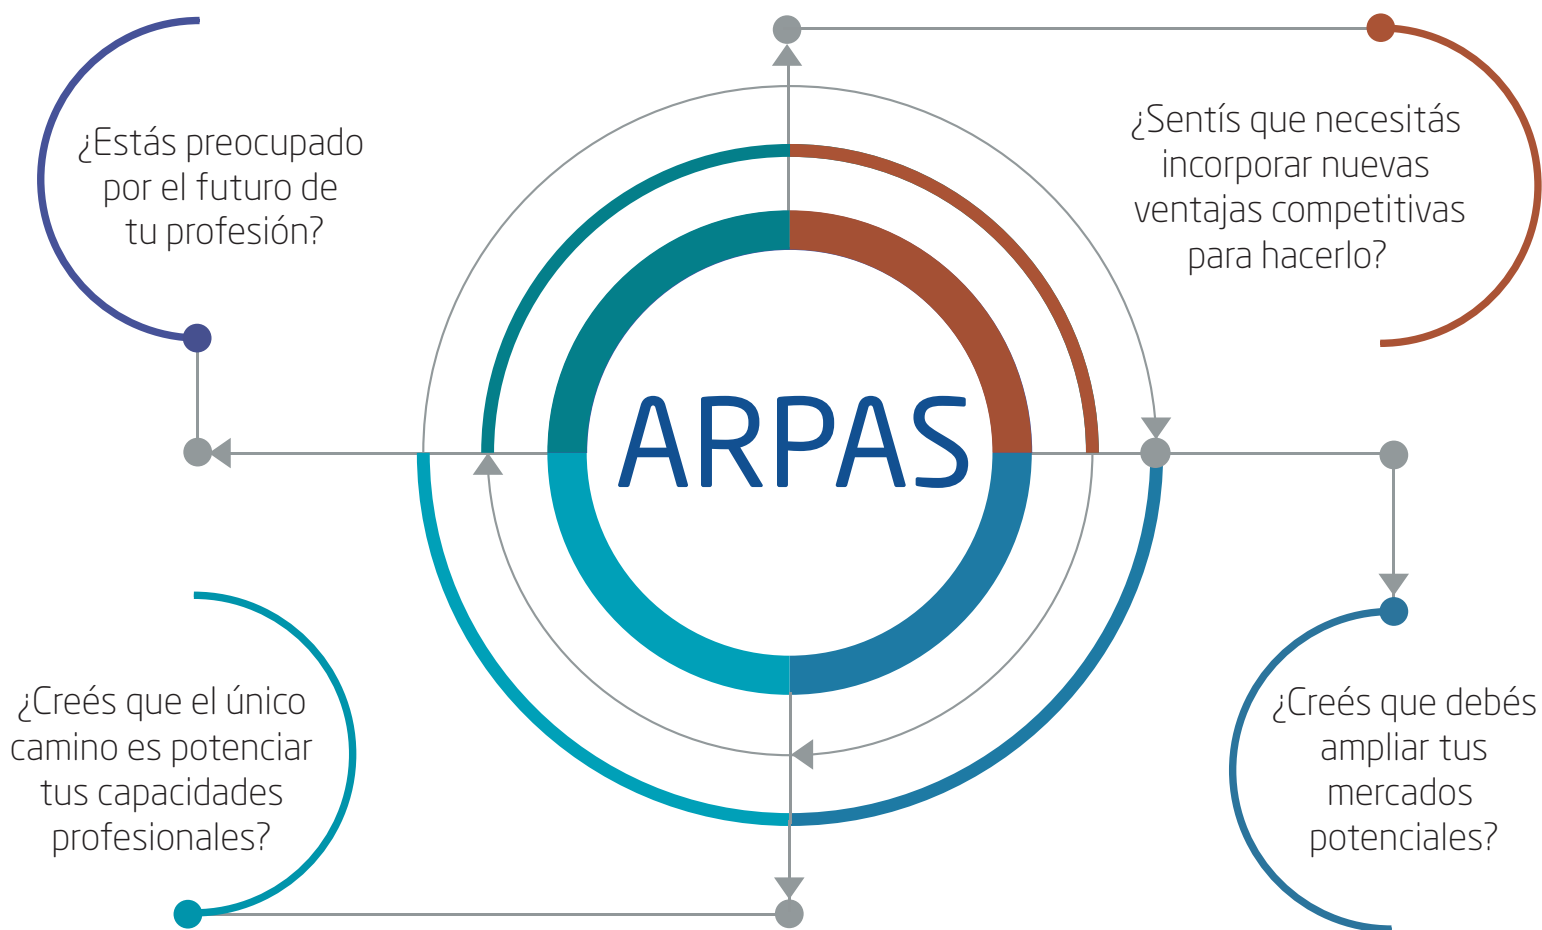 ¿Estás preocupado
por el futuro de
tu profesión?
¿Sentís que necesitás
incorporar nuevas
ventajas competitivas
para hacerlo?
ARPAS
¿Creés que el único
camino es potenciar
tus capacidades
profesionales?
¿Creés que debés
ampliar tus
mercados
potenciales?